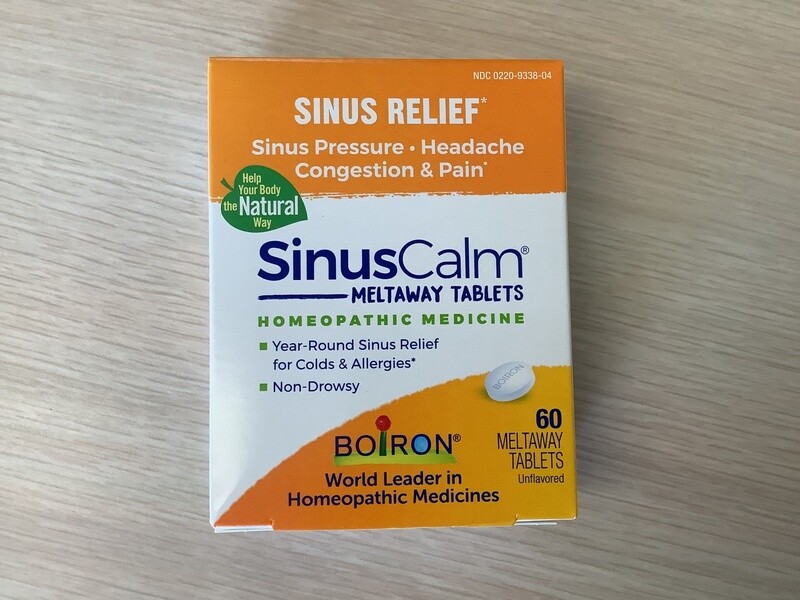 NDC 0220-9338-04
SINUS RELIEF*
Sinus Pressure • Headache
Congestion & Pain*
Help
Your Body
the Natural
Way
SinusCalm®
MELTAWAY TABLETS
HOMEOPATHIC MEDICINE
Year-Round Sinus Relief
for Colds & Allergies*
Non-Drowsy
BOIRON
BOIRON®
World Leader in
Homeopathic Medicines
60
MELTAWAY
TABLETS
Unflavored